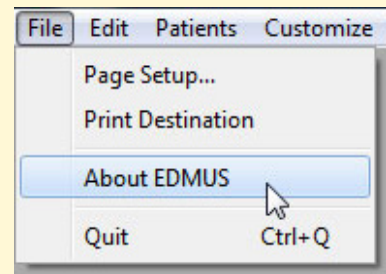 File Edit Patients Customize
Page Setup...
Print Destination
About EDMUS
Quit Ctrl+Q